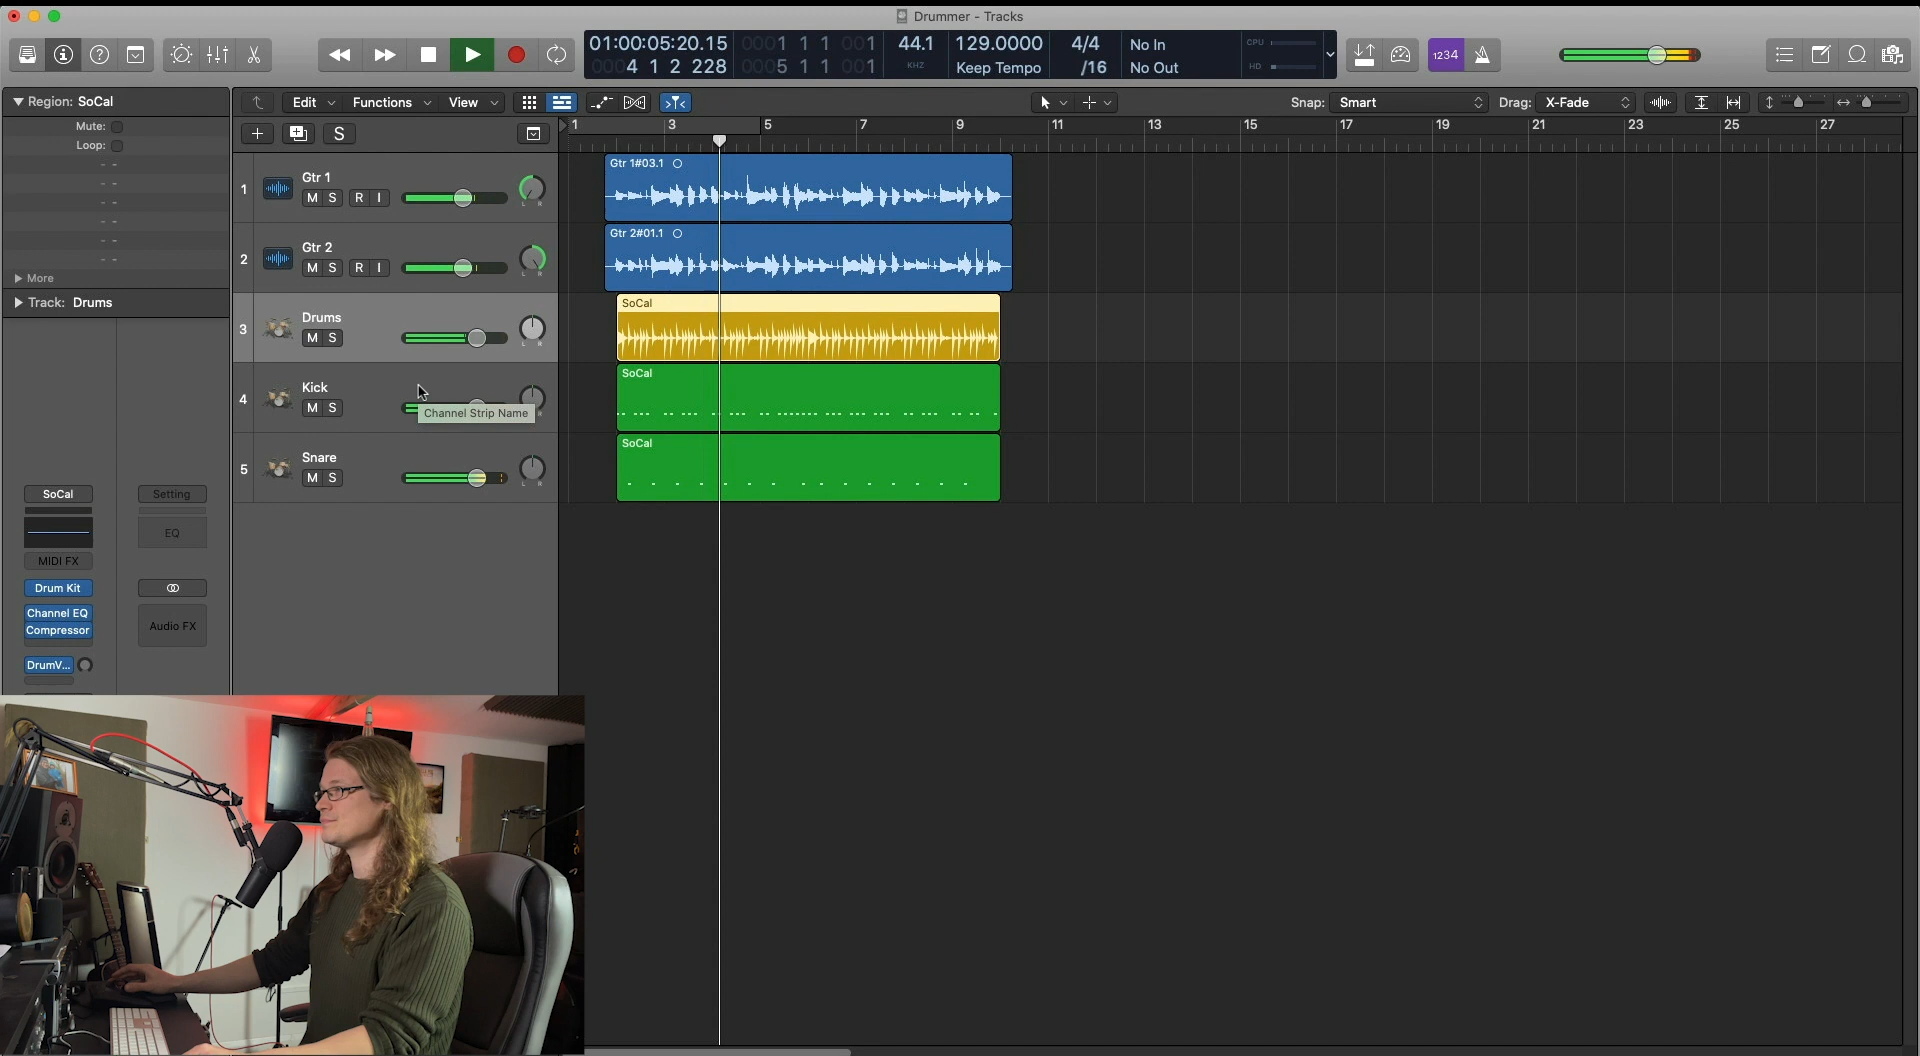 Drummer - Tracks
01:00:05:20.15
0004 1 2 228
0001 1 1 001
0005 1 1 001
44.1
KHZ
129.0000
Keep Tempo
4/4
/16
No In
No Out
CPU
HD
1234
Region: SoCal
Mute:
Loop:
- -
- -
- -
- -
- -
- -
More
Track: Drums
Edit
Functions
View
Snap: Smart
Drag: X-Fade
S
1 3 5 7 9 11 13 15 17 19 21 23 25 27
1
Gtr 1
M S R I
L R
Gtr 1#03.1
2
Gtr 2
M S R I
L R
Gtr 2#01.1
3
Drums
M S
L R
SoCal
4
Kick
M S
R
SoCal
Channel Strip Name
5
Snare
M S
L R
SoCal
SoCal
Setting
EQ
MIDI FX
Drum Kit
Channel EQ
Compressor
Audio FX
DrumV...